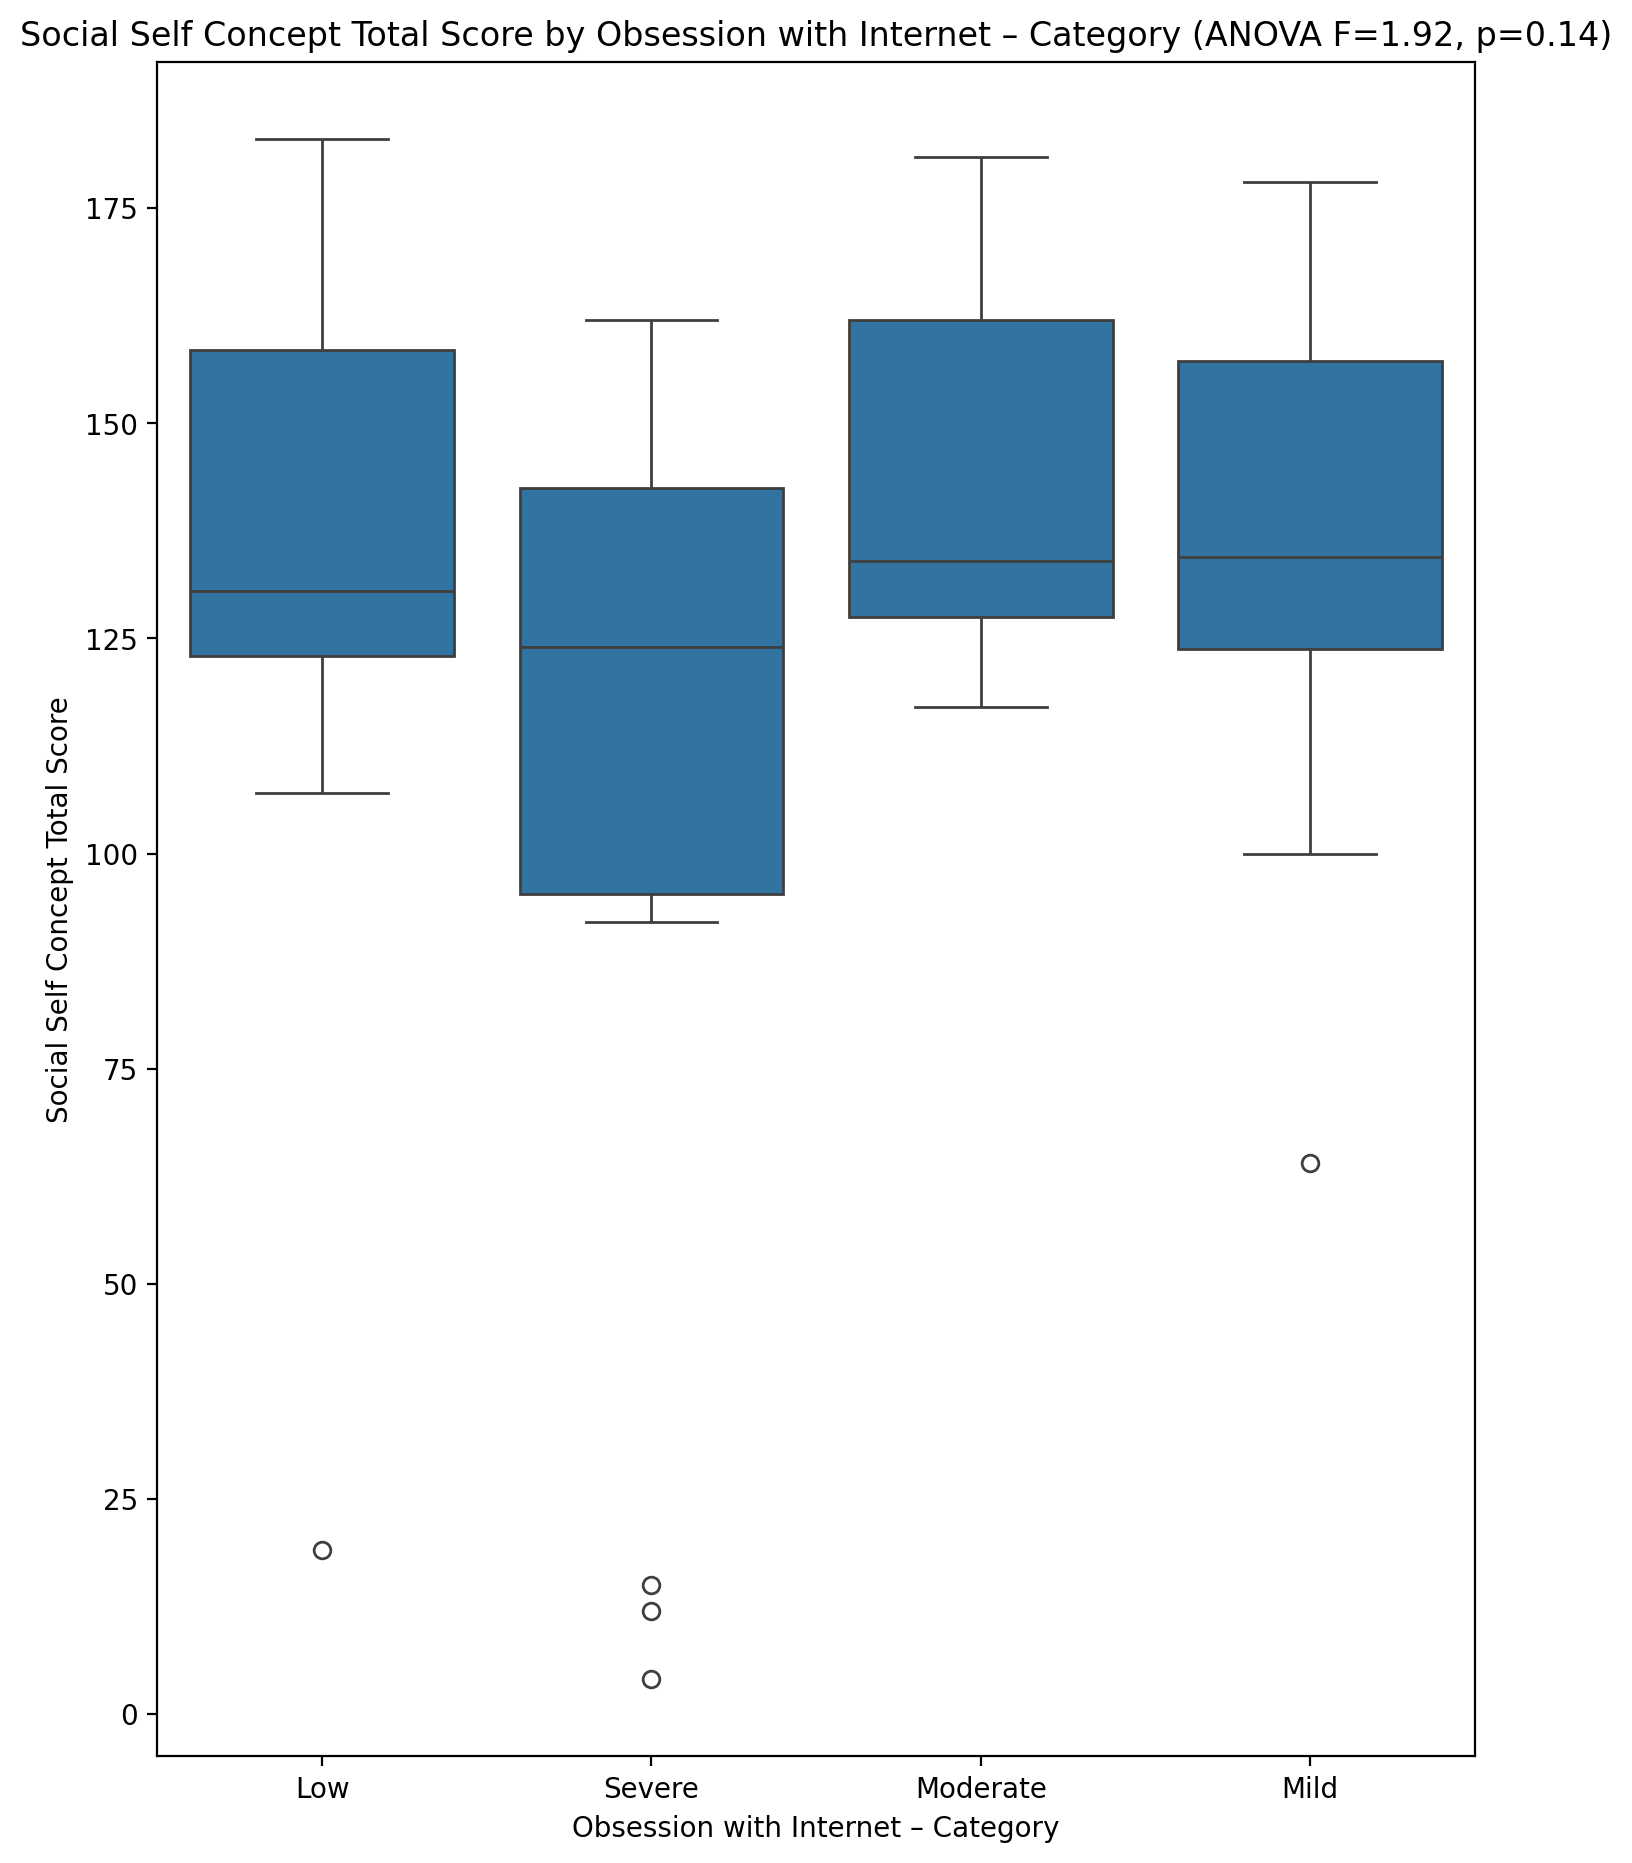 Social Self Concept Total Score by Obsession with Internet – Category (ANOVA F=1.92, p=0.14)
Social Self Concept Total Score
175
150
125
100
75
50
25
0
Low Severe Moderate Mild
Obsession with Internet – Category